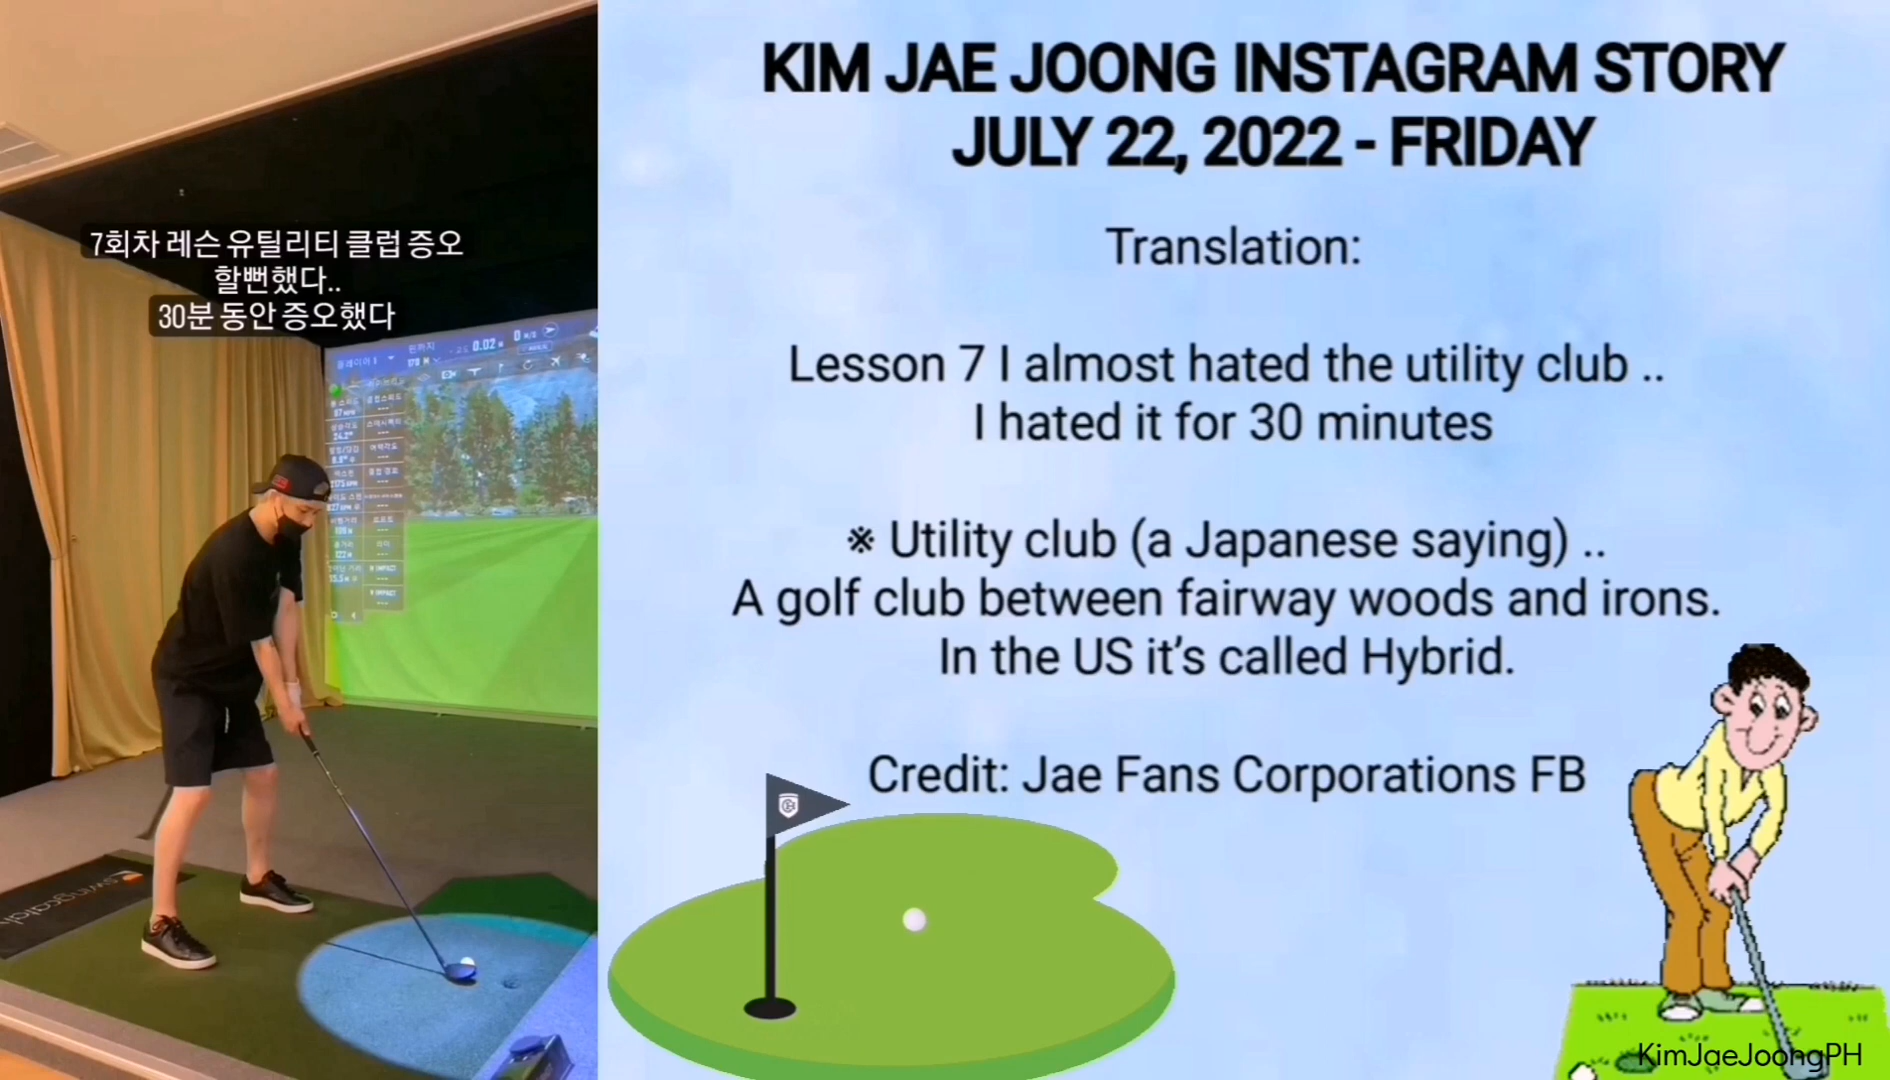 7회차 레슨 유틸리티 클럽 증오
할뻔했다..
30분 동안 증오했다
KIM JAE JOONG INSTAGRAM STORY
JULY 22, 2022 - FRIDAY
Translation:
Lesson 7 I almost hated the utility club ..
I hated it for 30 minutes
※ Utility club (a Japanese saying) ..
A golf club between fairway woods and irons.
In the US it's called Hybrid.
Credit: Jae Fans Corporations FB
KimJaeJoongPH